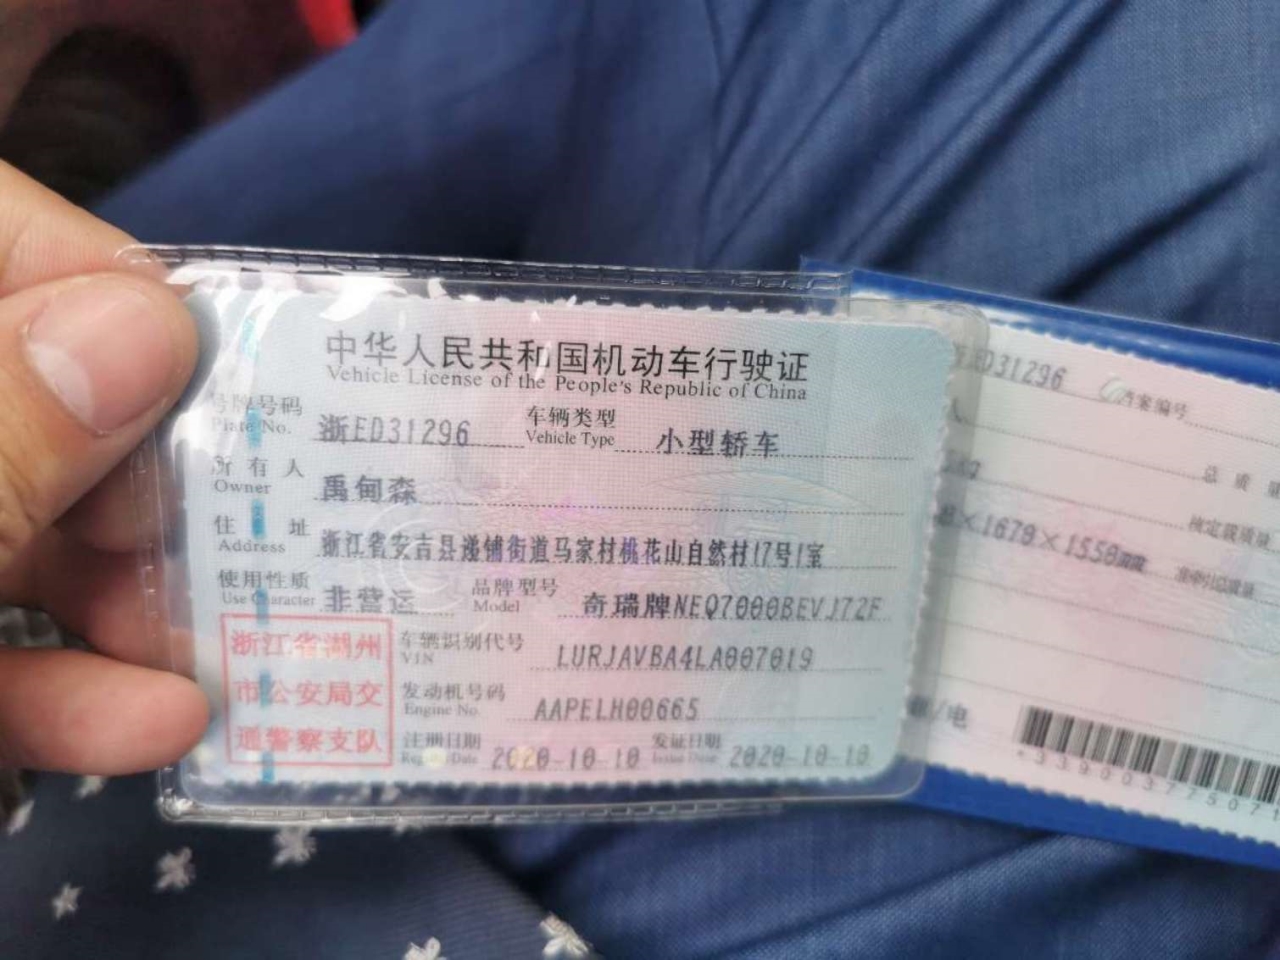 中华人民共和国机动车行驶证
Vehicle License of the People's Republic of China
号牌号码 浙ED31296 车辆类型 小型轿车
Plate No. Vehicle Type
所有人 禹甸森
Owner
住址 浙江省安吉县递铺街道马家村桃花山自然村17号1室
Address
使用性质 非营运 品牌型号 奇瑞牌NEQ7000BEVJ72F
Use Character Model
浙江省湖州
市公安局交
通警察支队
车辆识别代号 LURJAVBA4LA007019
VIN
发动机号码 AAPELH00665
Engine No.
注册日期 2020-10-10 发证日期 2020-10-10
Register Date Issue Date
ED31296 档案编号
人
总质量
核定载质量
×1670×1550mm 准牵引总质量
/电
*339003775071